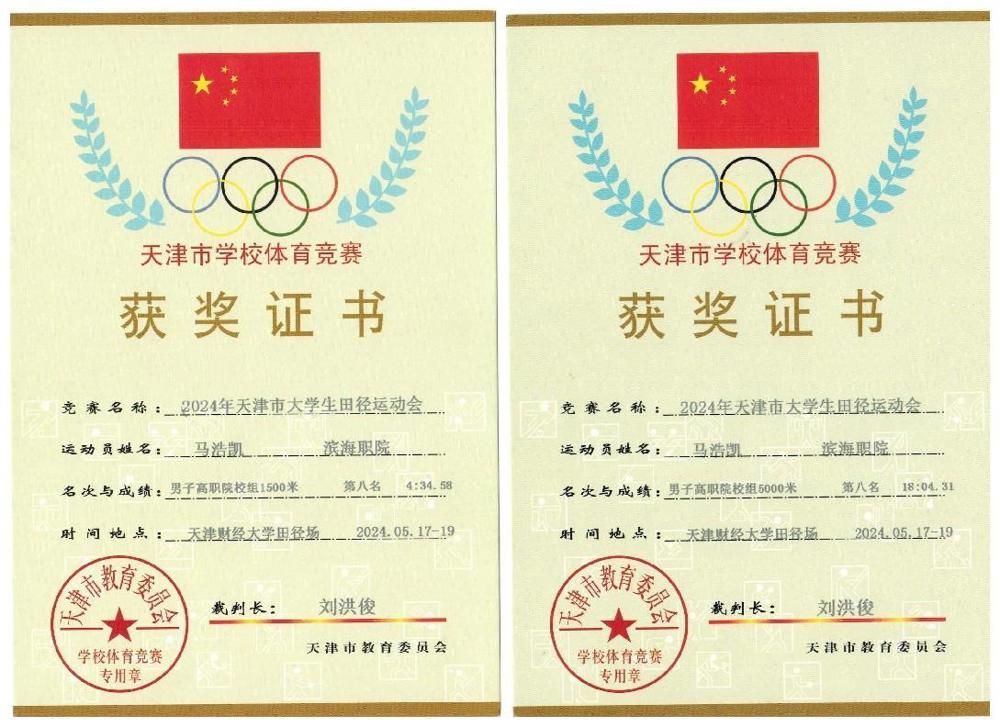 天津市学校体育竞赛
获奖证书
竞赛名称：2024年天津市大学生田径运动会
运动员姓名：马浩凯 滨海职院
名次与成绩：男子高职院校组1500米 第八名 4:34.58
时间地点：天津财经大学田径场 2024.05.17-19
裁判长：刘洪俊
天津市教育委员会
天津市教育委员会
学校体育竞赛
专用章
天津市学校体育竞赛
获奖证书
竞赛名称：2024年天津市大学生田径运动会
运动员姓名：马浩凯 滨海职院
名次与成绩：男子高职院校组5000米 第八名 18:04.31
时间地点：天津财经大学田径场 2024.05.17-19
裁判长：刘洪俊
天津市教育委员会
天津市教育委员会
学校体育竞赛
专用章